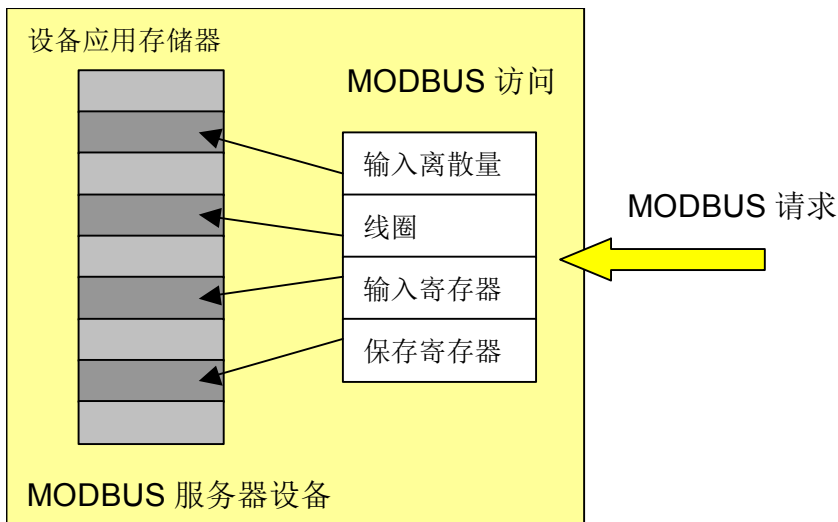 设备应用存储器
MODBUS 访问
输入离散量
线圈
输入寄存器
保存寄存器
MODBUS 请求
MODBUS 服务器设备